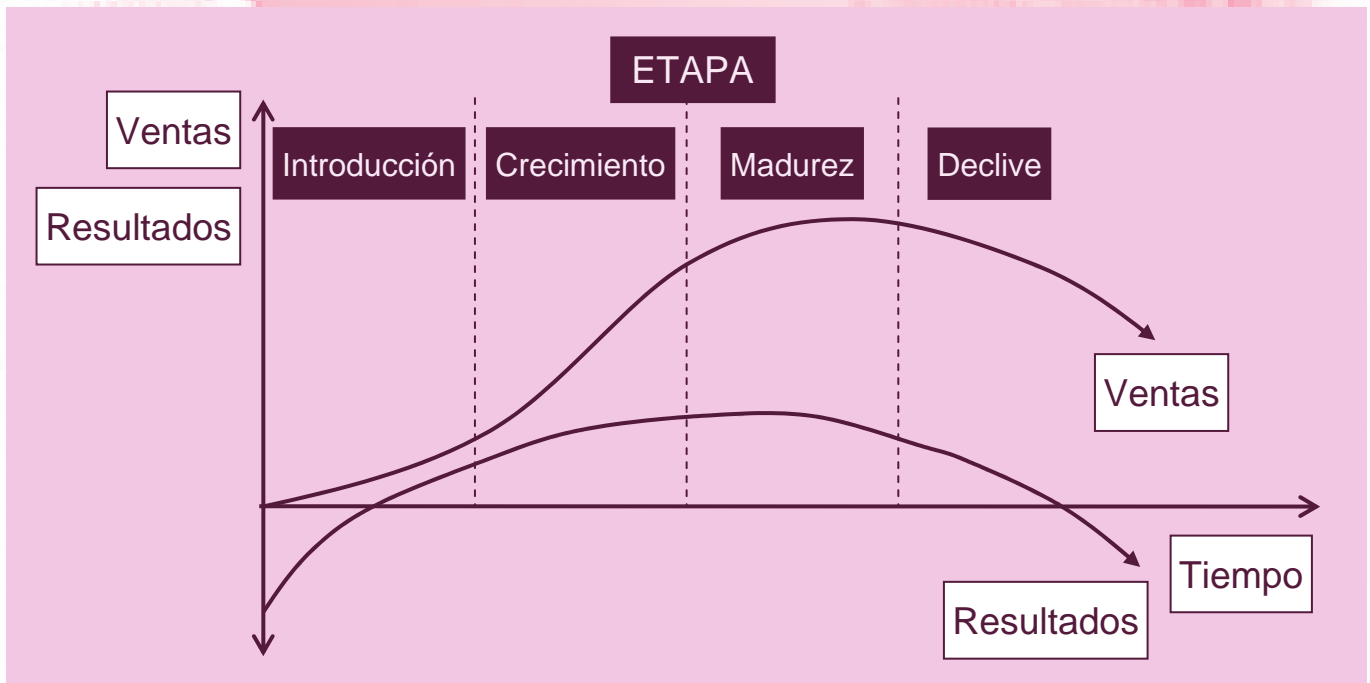 ETAPA
Ventas
Resultados
Introducción
Crecimiento
Madurez
Declive
Ventas
Resultados
Tiempo